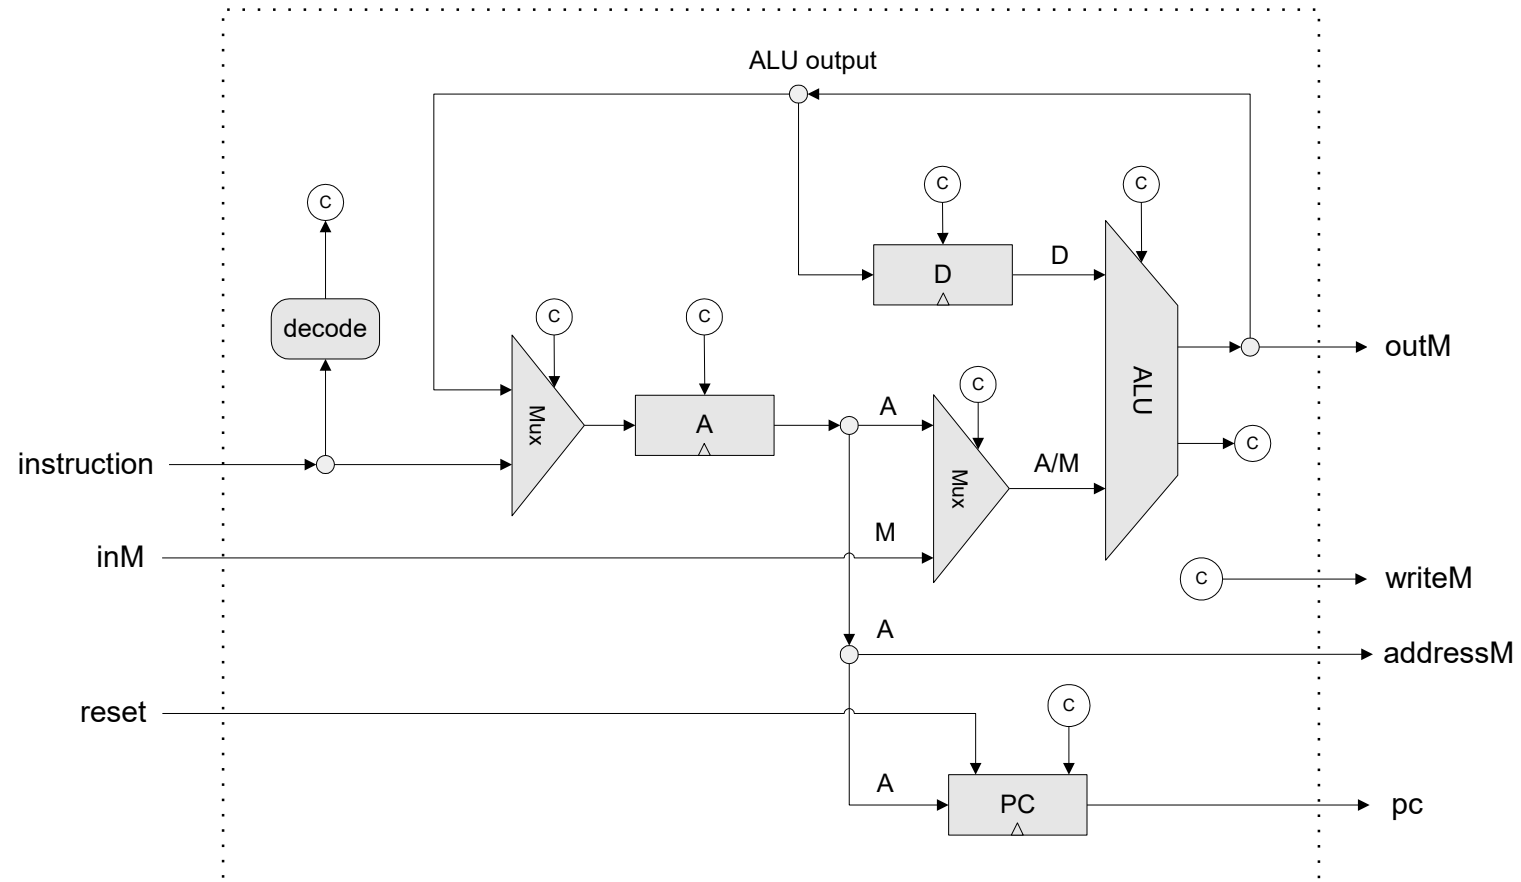 ALU output
C
C
C
D
D
decode
C
C
C
outM
Mux
A
A
Mux
A/M
ALU
C
instruction
M
inM
C
writeM
A
addressM
reset
C
A
PC
pc